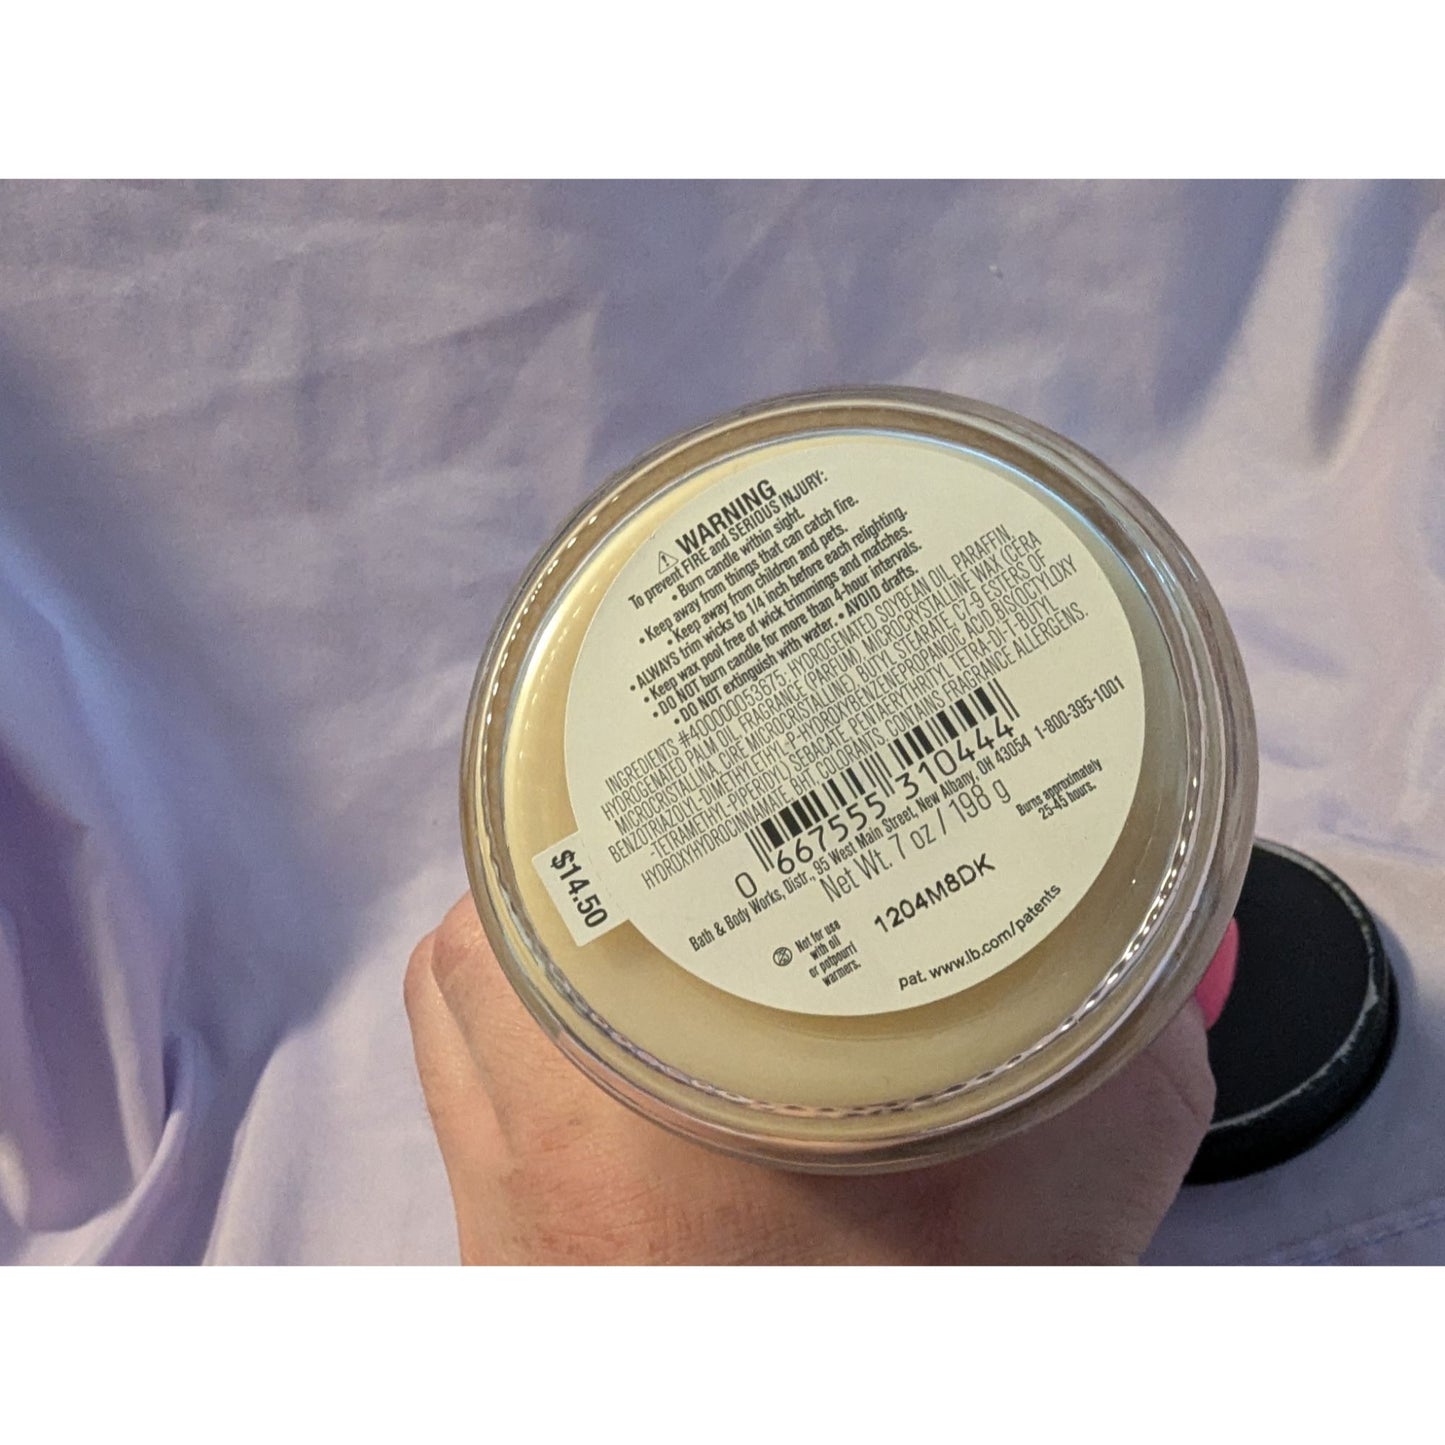 ⚠ WARNING
To prevent FIRE and SERIOUS INJURY:
• Burn candle within sight.
• Keep away from things that can catch fire.
• Keep away from children and pets.
• ALWAYS trim wicks to 1/4 inch before each relighting.
• Keep wax pool free of wick trimmings and matches.
• DO NOT burn candle for more than 4-hour intervals.
• DO NOT extinguish with water. • AVOID drafts.
INGREDIENTS #40000053675: HYDROGENATED SOYBEAN OIL, PARAFFIN,
HYDROGENATED PALM OIL, FRAGRANCE (PARFUM), MICROCRYSTALLINE WAX (CERA
MICROCRISTALLINA, CIRE MICROCRISTALLINE), BUTYL STEARATE, C7-9 ESTERS OF
BENZOTRIAZOLYL-DIMETHYLETHYL-P-HYDROXYBENZENEPROPANOIC ACID BISOCTYLOXY
-TETRAMETHYL-PIPERIDYL SEBACATE, PENTAERYTHRITYL TETRA-DI-T-BUTYL
HYDROXYHYDROCINNAMATE, BHT, COLORANTS. CONTAINS FRAGRANCE ALLERGENS.
0 667555 310444
Bath & Body Works, Distr., 95 West Main Street, New Albany, OH 43054 1-800-395-1001
Net Wt. 7 oz / 198 g
Burns approximately
25-45 hours.
$14.50
1204M8DK
Not for use
with oil
or potpourri
warmers.
pat. www.lb.com/patents